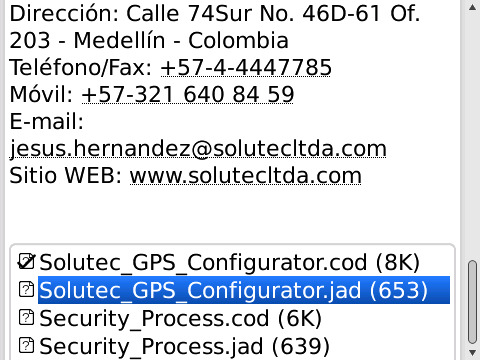 Dirección: Calle 74Sur No. 46D-61 Of.
203 - Medellín - Colombia
Teléfono/Fax: +57-4-4447785
Móvil: +57-321 640 84 59
E-mail:
jesus.hernandez@solutecltda.com
Sitio WEB: www.solutecltda.com
Solutec_GPS_Configurator.cod (8K)
Solutec_GPS_Configurator.jad (653)
Security_Process.cod (6K)
Security_Process.jad (639)